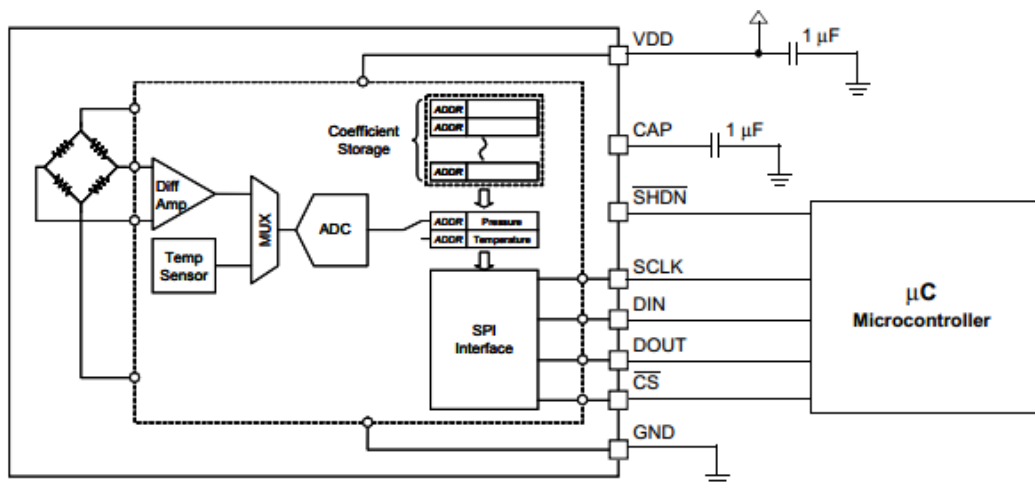 VDD
1 μF
CAP
1 μF
SHDN
SCLK
DIN
DOUT
CS
GND
μC
Microcontroller
Coefficient
Storage
ADDR
ADDR
ADDR
ADDR Pressure
ADDR Temperature
Diff
Amp
MUX
ADC
Temp
Sensor
SPI
Interface